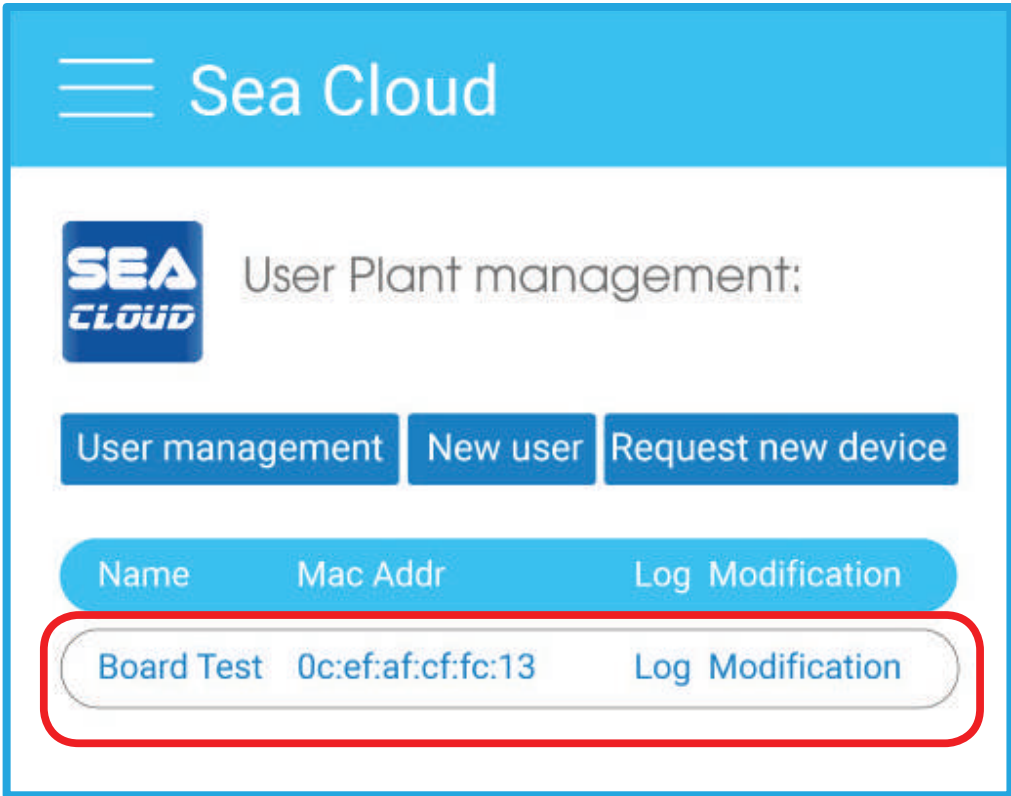 Sea Cloud
SEA
CLOUD
User Plant management:
User management New user Request new device
Name Mac Addr Log Modification
Board Test 0c:ef:af:cf:fc:13 Log Modification